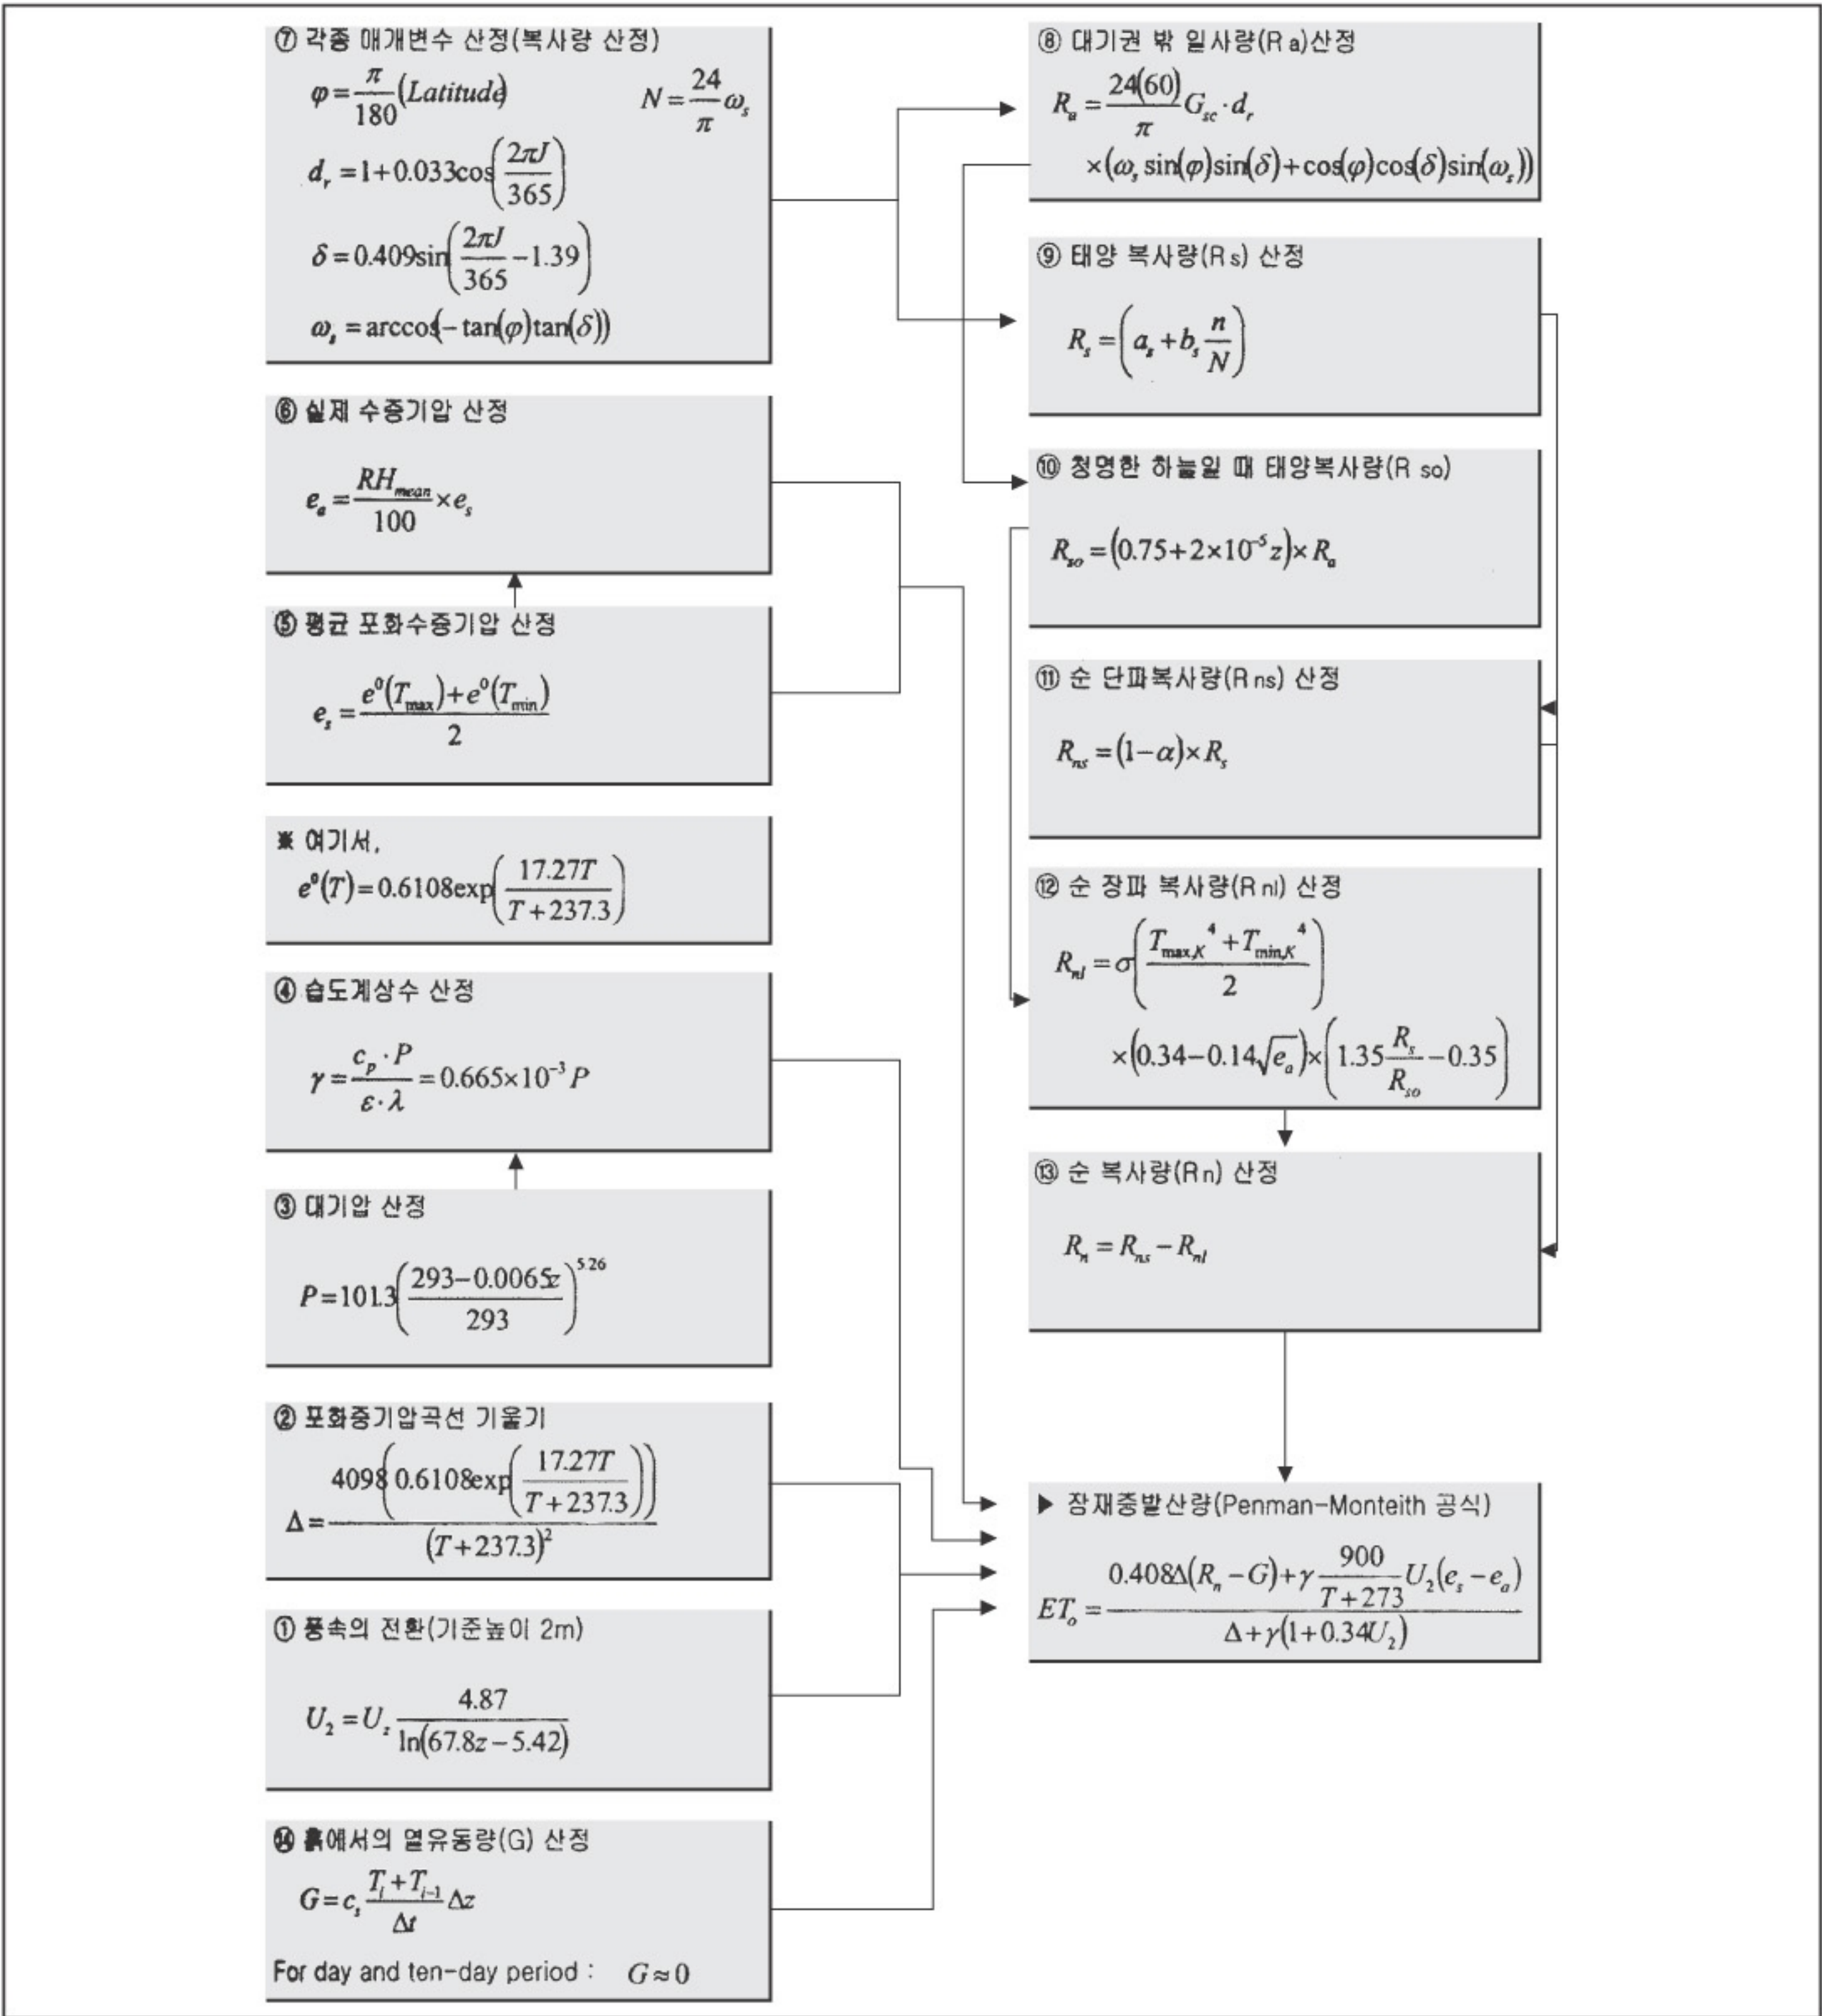 ⑦ 각종 매개변수 산정(복사량 산정)
φ = π/180 (Latitude)    N = 24/π ω_s
d_r = 1+0.033cos(2πJ/365)
δ = 0.409sin(2πJ/365 − 1.39)
ω_s = arccos(−tan(φ)tan(δ))
⑥ 실제 수증기압 산정
e_a = RH_mean/100 × e_s
⑤ 평균 포화수증기압 산정
e_s = (e⁰(T_max)+e⁰(T_min))/2
※ 여기서,
e⁰(T) = 0.6108exp(17.27T/(T+237.3))
④ 습도계상수 산정
γ = (c_p · P)/(ε · λ) = 0.665×10⁻³ P
③ 대기압 산정
P = 101.3((293−0.0065z)/293)^5.26
② 포화증기압곡선 기울기
Δ = 4098(0.6108exp(17.27T/(T+237.3)))/(T+237.3)²
① 풍속의 전환(기준높이 2m)
U_2 = U_z 4.87/ln(67.8z−5.42)
⑭ 흙에서의 열유동량(G) 산정
G = c_s (T_i+T_{i−1})/Δt Δz
For day and ten-day period : G≈0
⑧ 대기권 밖 일사량(Ra)산정
R_a = 24(60)/π G_sc · d_r
×(ω_s sin(φ)sin(δ)+cos(φ)cos(δ)sin(ω_s))
⑨ 태양 복사량(Rs) 산정
R_s = (a_s + b_s n/N)
⑩ 청명한 하늘일 때 태양복사량(R so)
R_so = (0.75+2×10⁻⁵z)×R_a
⑪ 순 단파복사량(Rns) 산정
R_ns = (1−α)×R_s
⑫ 순 장파 복사량(Rnl) 산정
R_nl = σ((T_max,K⁴ + T_min,K⁴)/2)
×(0.34−0.14√e_a)×(1.35 R_s/R_so −0.35)
⑬ 순 복사량(Rn) 산정
R_n = R_ns − R_nl
▶ 잠재증발산량(Penman-Monteith 공식)
ET_o = (0.408Δ(R_n − G)+γ 900/(T+273) U_2(e_s − e_a))/(Δ+γ(1+0.34U_2))